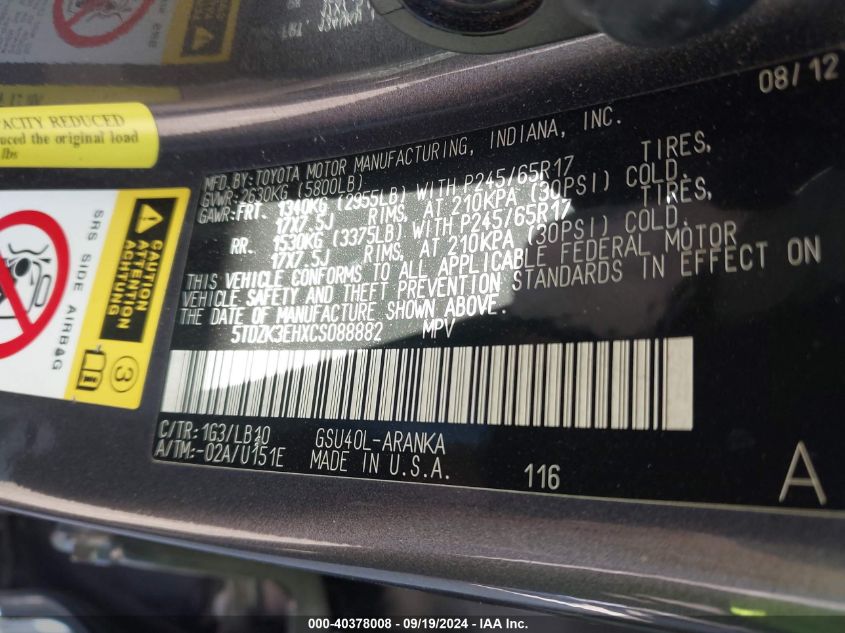 08/12
MFD.BY:TOYOTA MOTOR MANUFACTURING, INDIANA, INC.
GVWR:2630KG (5800LB)
GAWR:FRT. 1340KG (2955LB) WITH P245/65R17 TIRES,
17X7.5J RIMS, AT 210KPA (30PSI) COLD.
RR. 1530KG (3375LB) WITH P245/65R17 TIRES,
17X7.5J RIMS, AT 210KPA (30PSI) COLD.
THIS VEHICLE CONFORMS TO ALL APPLICABLE FEDERAL MOTOR
VEHICLE SAFETY AND THEFT PREVENTION STANDARDS IN EFFECT ON
THE DATE OF MANUFACTURE SHOWN ABOVE.
5TDZK3EHXCS088882 MPV
C/TR:1G3/LB10 GSU40L-ARANKA
A/TM:-02A/U151E MADE IN U.S.A.
116
A
ACITY REDUCED
uced the original load
lbs
SRS SIDE AIRBAG
CAUTION
ATTENTION
ACHTUNG
3
000-40378008 - 09/19/2024 - IAA Inc.